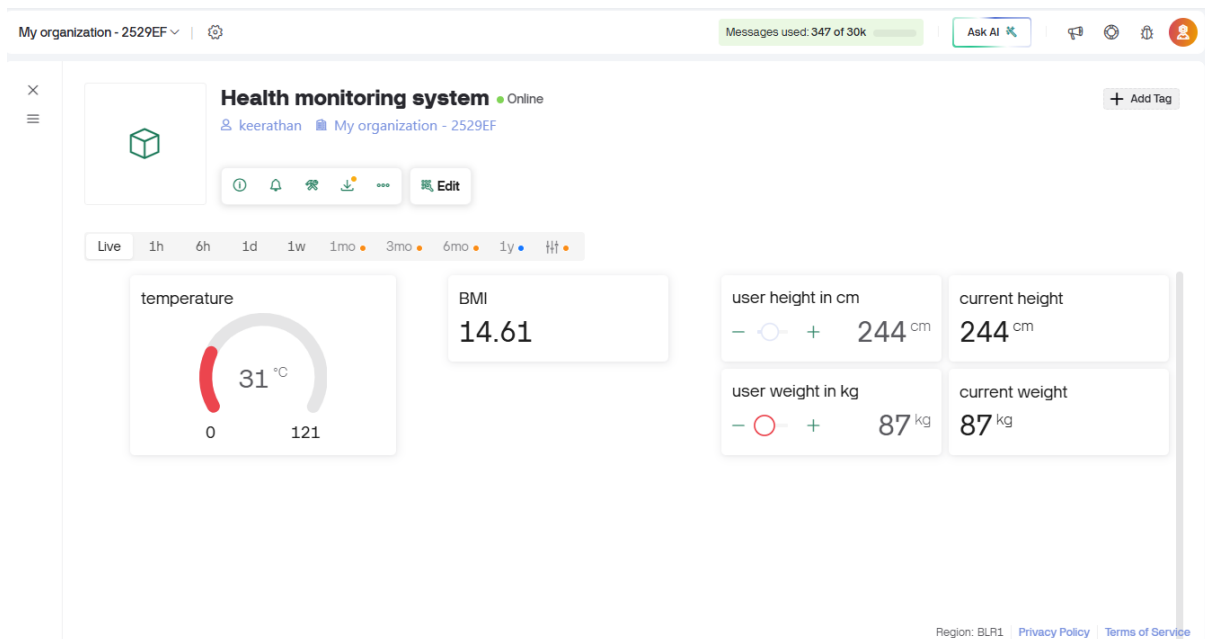 My organization - 2529EF
Messages used: 347 of 30k
Ask AI
Health monitoring system
Online
+ Add Tag
keerathan
My organization - 2529EF
Edit
Live 1h 6h 1d 1w 1mo 3mo 6mo 1y
temperature
31 °C
0 121
BMI
14.61
user height in cm
− + 244 cm
current height
244 cm
user weight in kg
− + 87 kg
current weight
87 kg
Region: BLR1 Privacy Policy Terms of Service